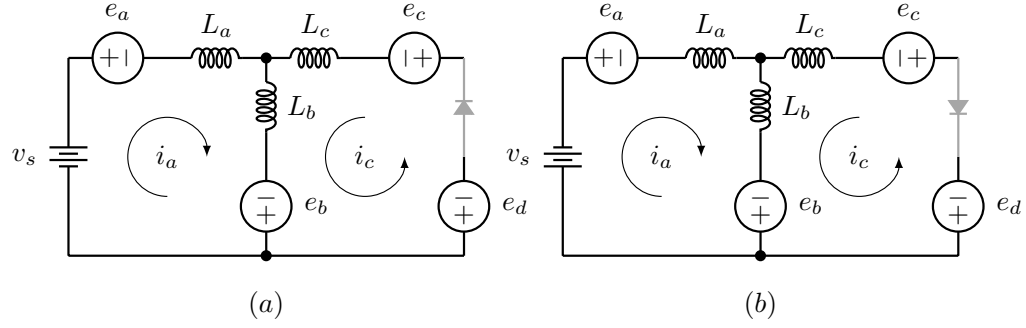 e_a e_c e_a e_c
L_a L_c L_a L_c
+ − − + + − − +
L_b L_b
v_s i_a i_c v_s i_a i_c
− + e_b − + e_d − + e_b − + e_d
(a) (b)